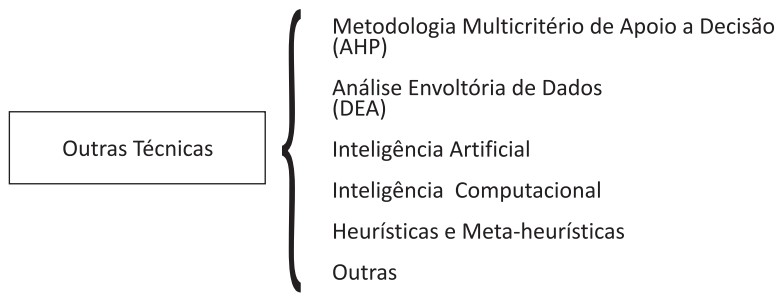 Outras Técnicas
Metodologia Multicritério de Apoio a Decisão
(AHP)
Análise Envoltória de Dados
(DEA)
Inteligência Artificial
Inteligência Computacional
Heurísticas e Meta-heurísticas
Outras